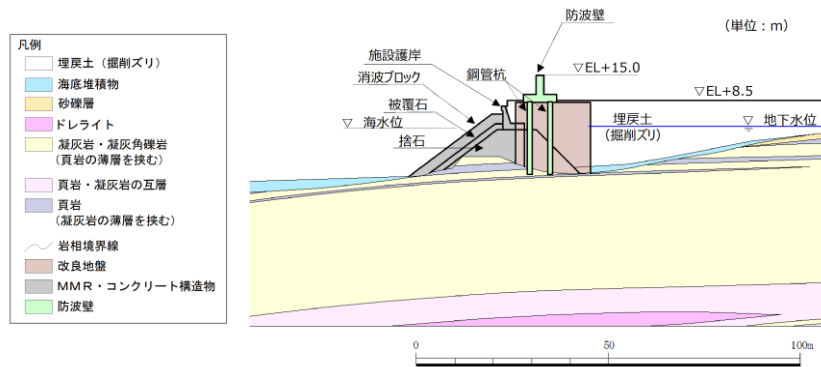 凡例
埋戻土（掘削ズリ）
海底堆積物
砂礫層
ドレライト
凝灰岩・凝灰角礫岩
（頁岩の薄層を挟む）
頁岩・凝灰岩の互層
頁岩
（凝灰岩の薄層を挟む）
岩相境界線
改良地盤
ＭＭＲ・コンクリート構造物
防波壁
防波壁
（単位：m）
施設護岸
▽EL+15.0
消波ブロック
鋼管杭
▽EL+8.5
被覆石
▽ 海水位
埋戻土
（掘削ズリ）
▽ 地下水位
捨石
0
50
100m